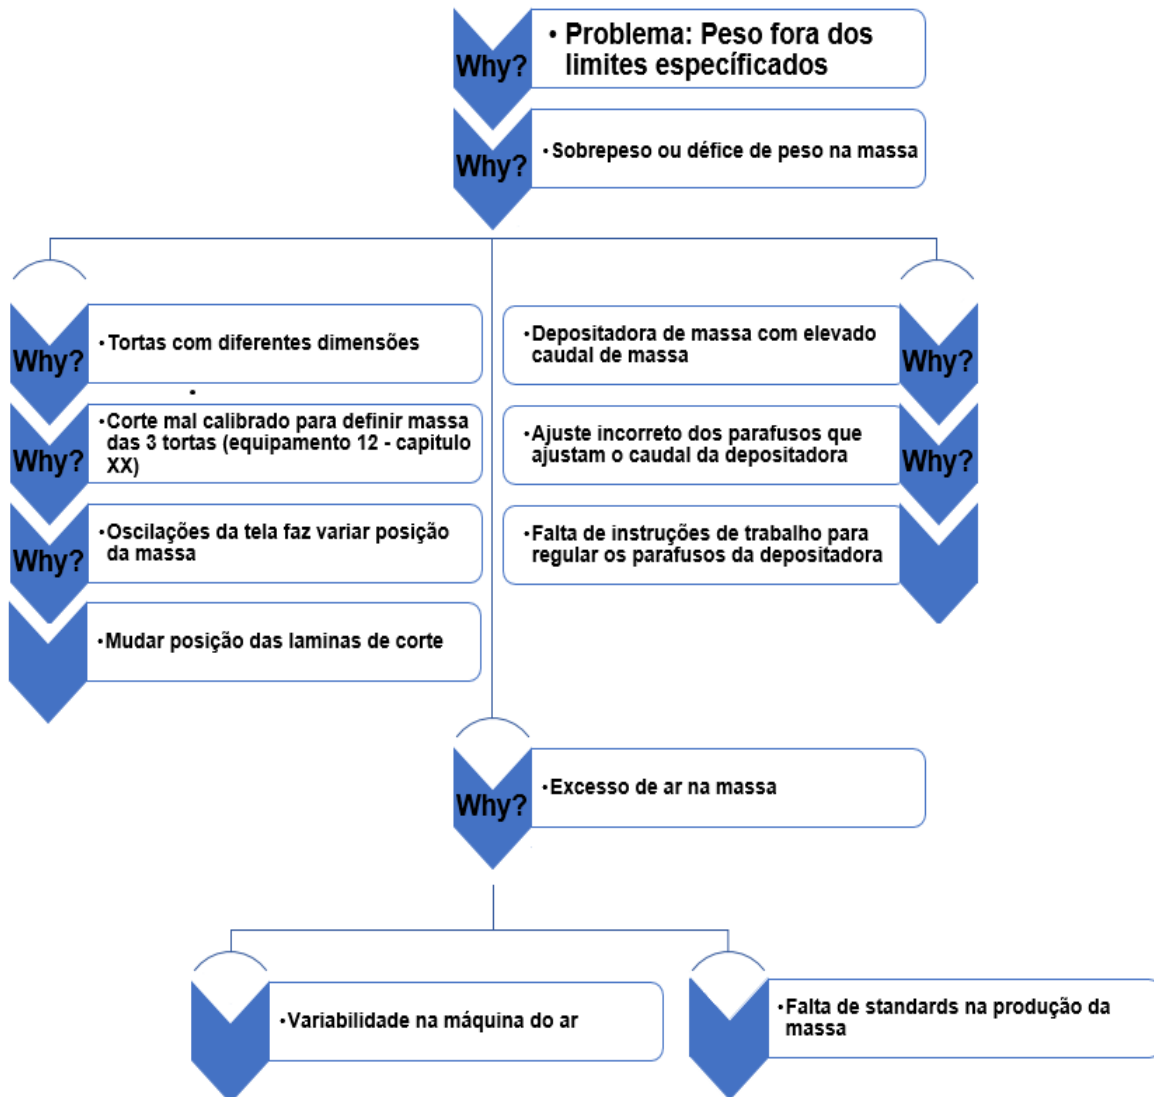 Why?
• Problema: Peso fora dos
limites específicados
Why?
•Sobrepeso ou défice de peso na massa
Why?
•Tortas com diferentes dimensões
•
Why?
•Corte mal calibrado para definir massa
das 3 tortas (equipamento 12 - capitulo
XX)
Why?
•Oscilações da tela faz variar posição
da massa
•Mudar posição das laminas de corte
•Depositadora de massa com elevado
caudal de massa
Why?
•Ajuste incorreto dos parafusos que
ajustam o caudal da depositadora
Why?
•Falta de instruções de trabalho para
regular os parafusos da depositadora
Why?
•Excesso de ar na massa
•Variabilidade na máquina do ar
•Falta de standards na produção da
massa